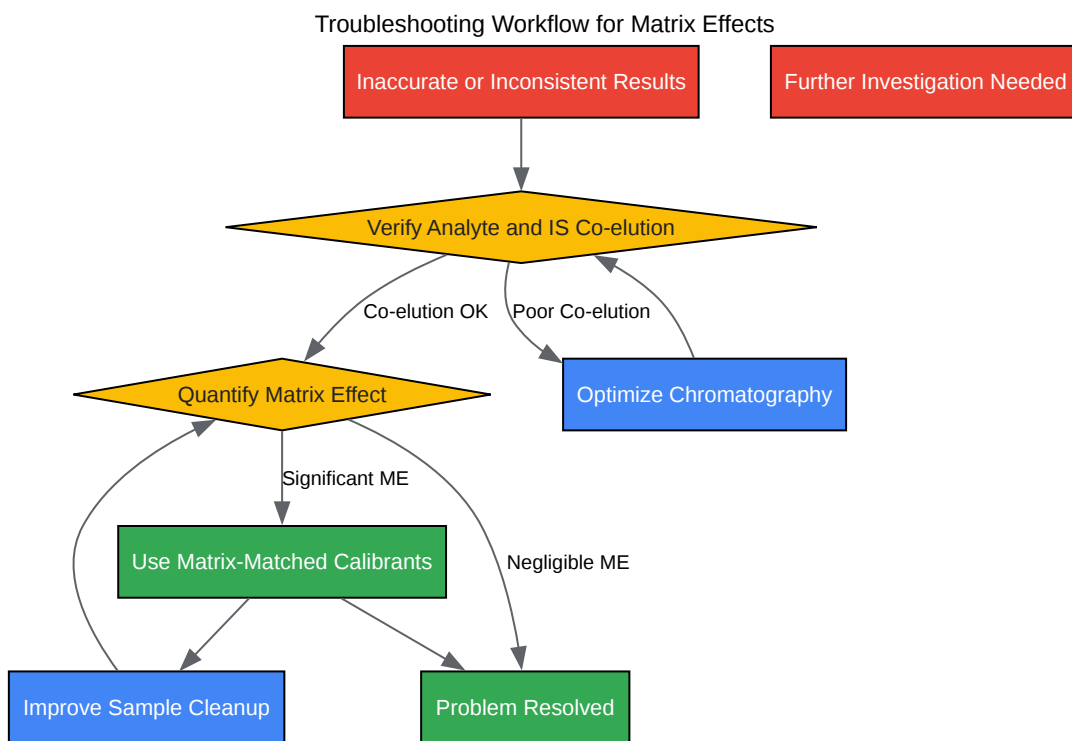 Troubleshooting Workflow for Matrix Effects
Inaccurate or Inconsistent Results
Further Investigation Needed
Verify Analyte and IS Co-elution
Co-elution OK
Poor Co-elution
Quantify Matrix Effect
Optimize Chromatography
Significant ME
Use Matrix-Matched Calibrants
Negligible ME
Improve Sample Cleanup
Problem Resolved